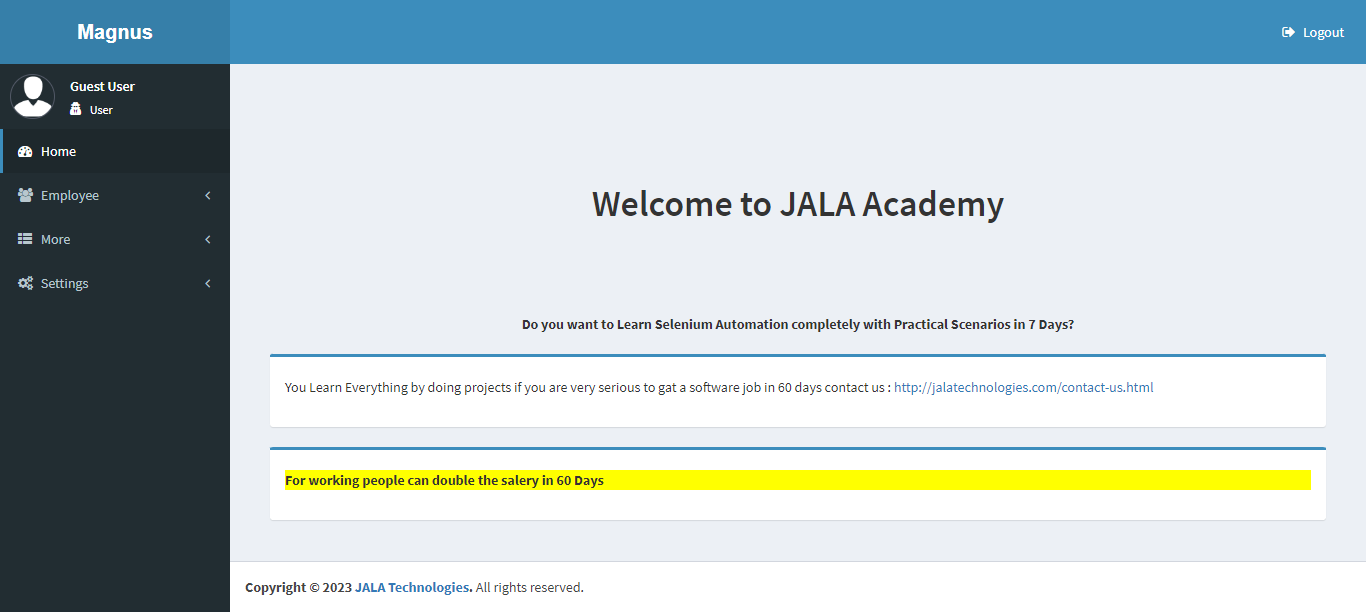 Magnus
Logout
Guest User
User
Home
Employee
More
Settings
Welcome to JALA Academy
Do you want to Learn Selenium Automation completely with Practical Scenarios in 7 Days?
You Learn Everything by doing projects if you are very serious to gat a software job in 60 days contact us : http://jalatechnologies.com/contact-us.html
For working people can double the salery in 60 Days
Copyright © 2023 JALA Technologies. All rights reserved.